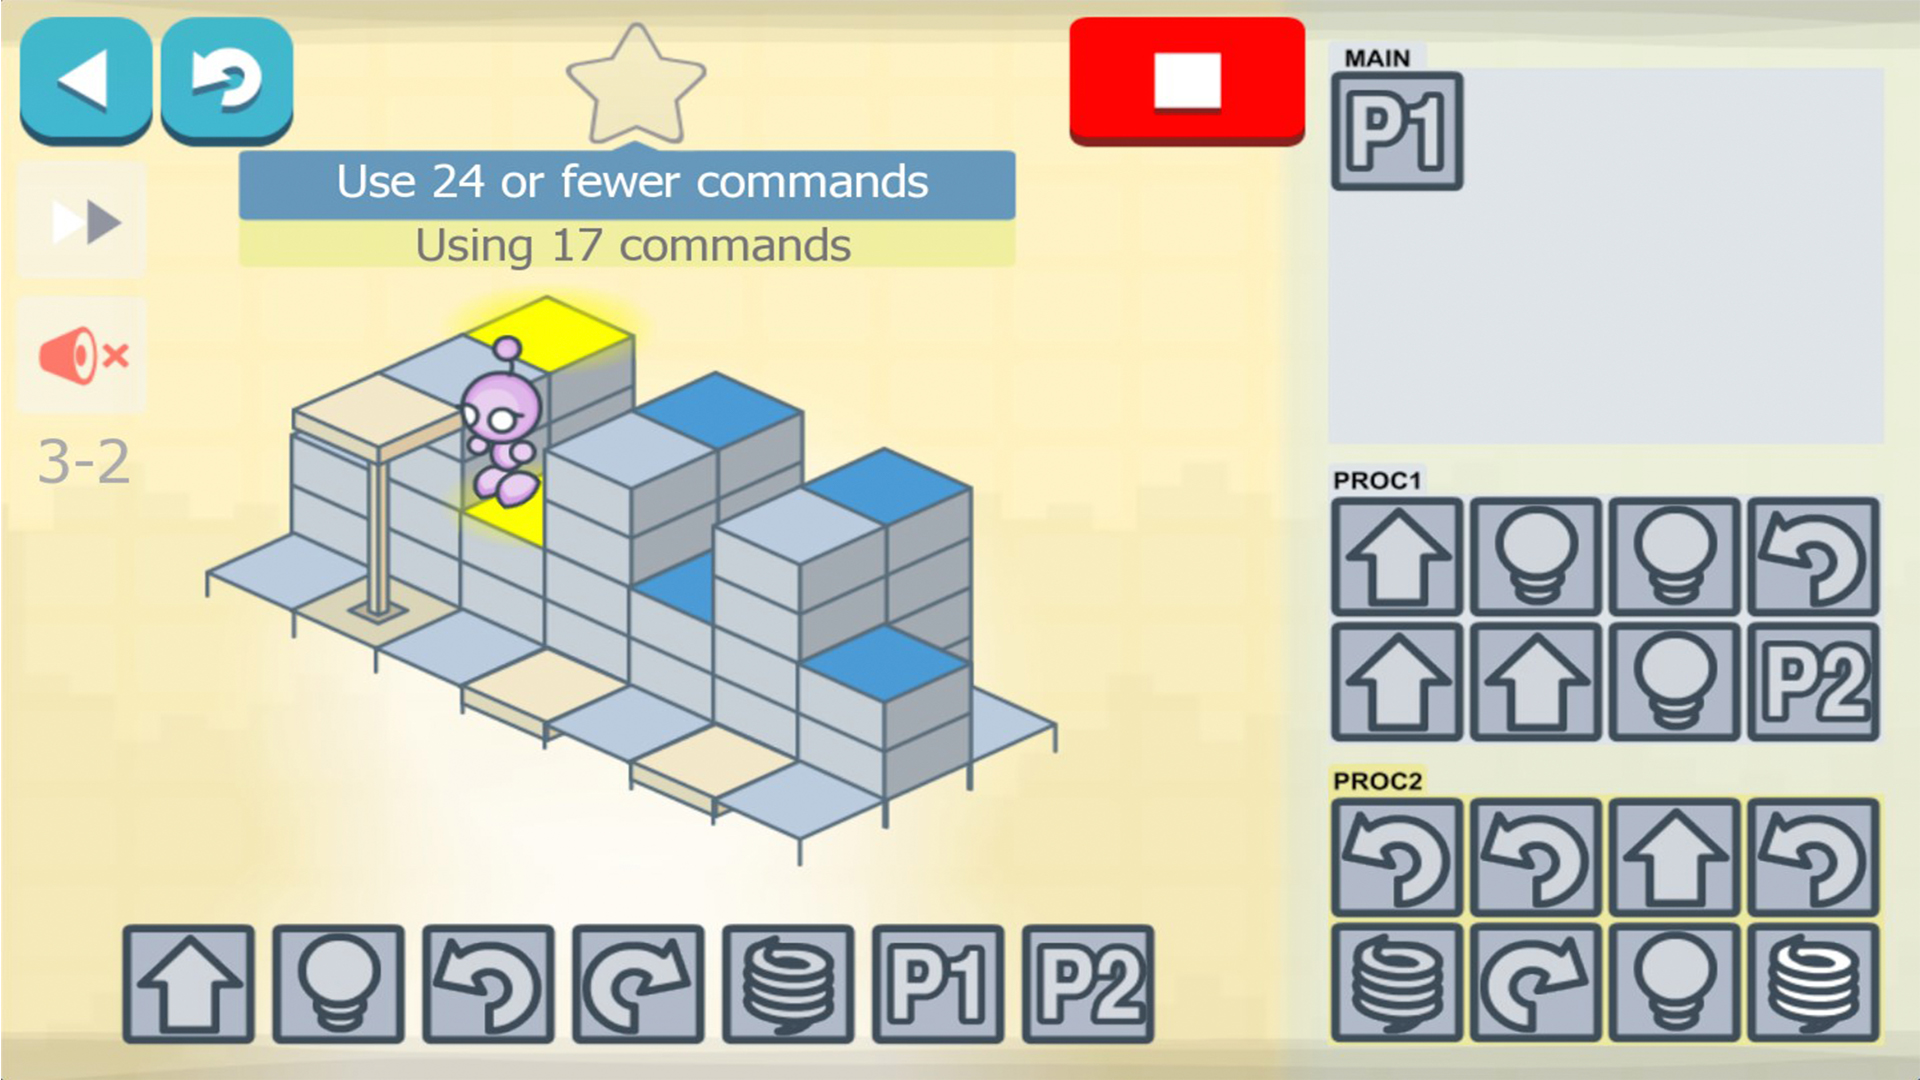 Use 24 or fewer commands
Using 17 commands
3-2
MAIN
P1
PROC1
P2
PROC2
P1 P2